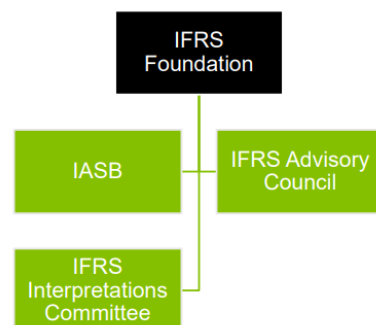 IFRS
Foundation
IASB
IFRS Advisory
Council
IFRS
Interpretations
Committee